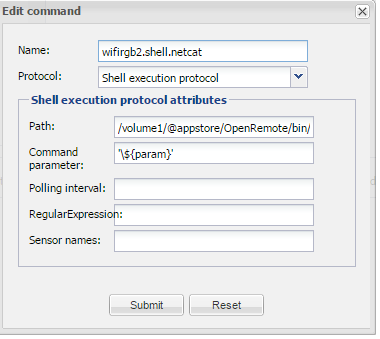 Edit command
Name: wifirgb2.shell.netcat
Protocol: Shell execution protocol
Shell execution protocol attributes
Path: /volume1/@appstore/OpenRemote/bin/
Command parameter: '\${param}'
Polling interval:
RegularExpression:
Sensor names:
Submit Reset